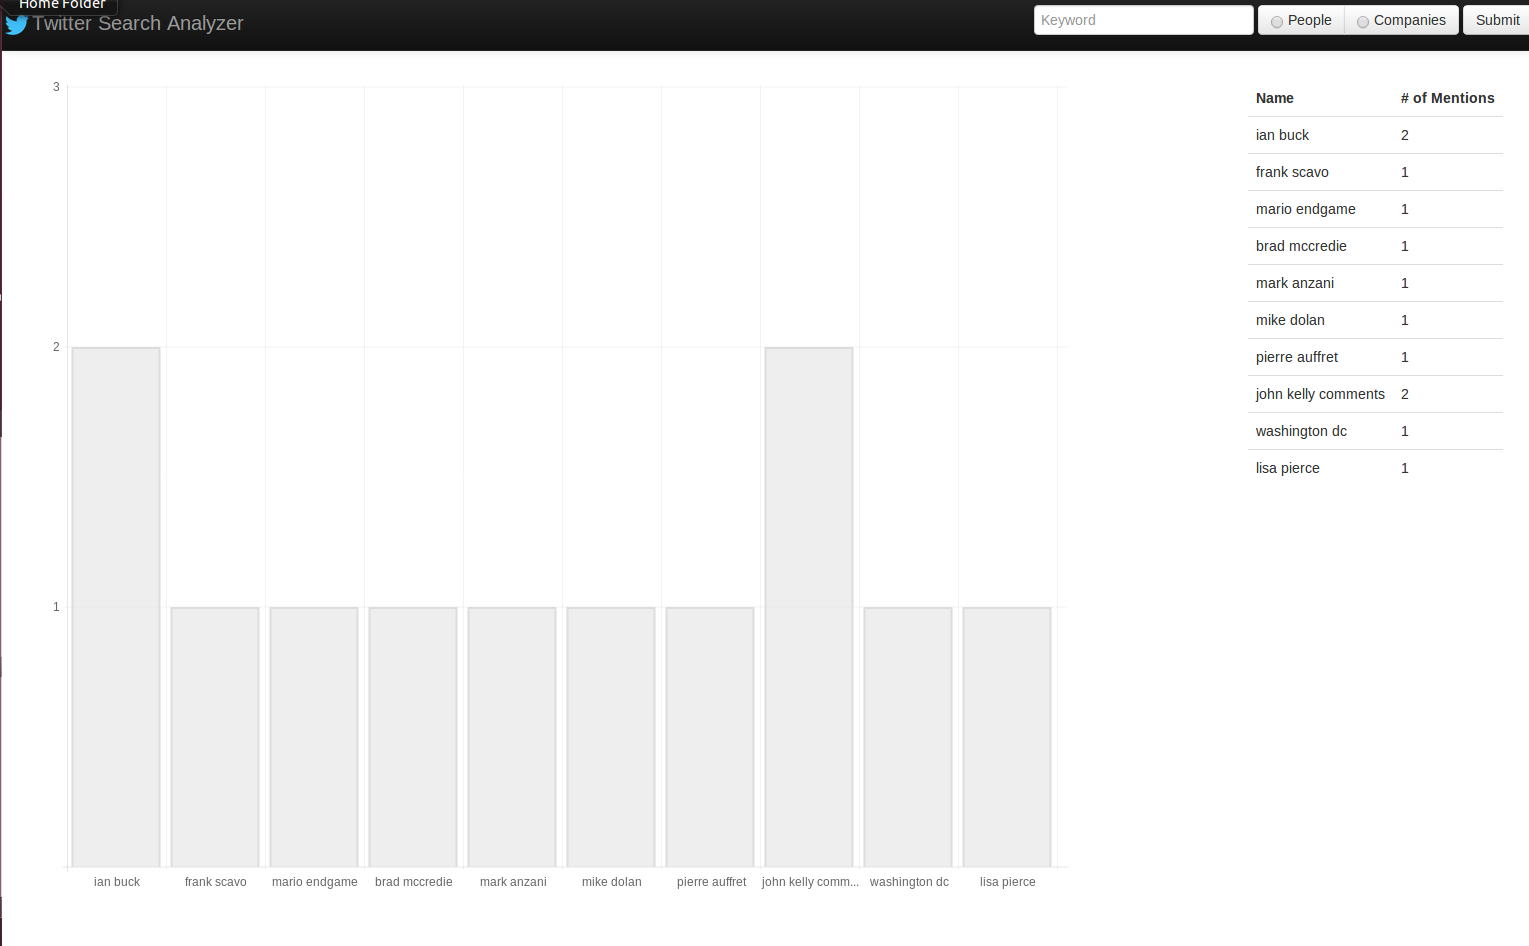 Home Folder
Twitter Search Analyzer
Keyword
People
Companies
Submit
3
2
1
ian buck
frank scavo
mario endgame
brad mccredie
mark anzani
mike dolan
pierre auffret
john kelly comm...
washington dc
lisa pierce
Name # of Mentions
ian buck 2
frank scavo 1
mario endgame 1
brad mccredie 1
mark anzani 1
mike dolan 1
pierre auffret 1
john kelly comments 2
washington dc 1
lisa pierce 1